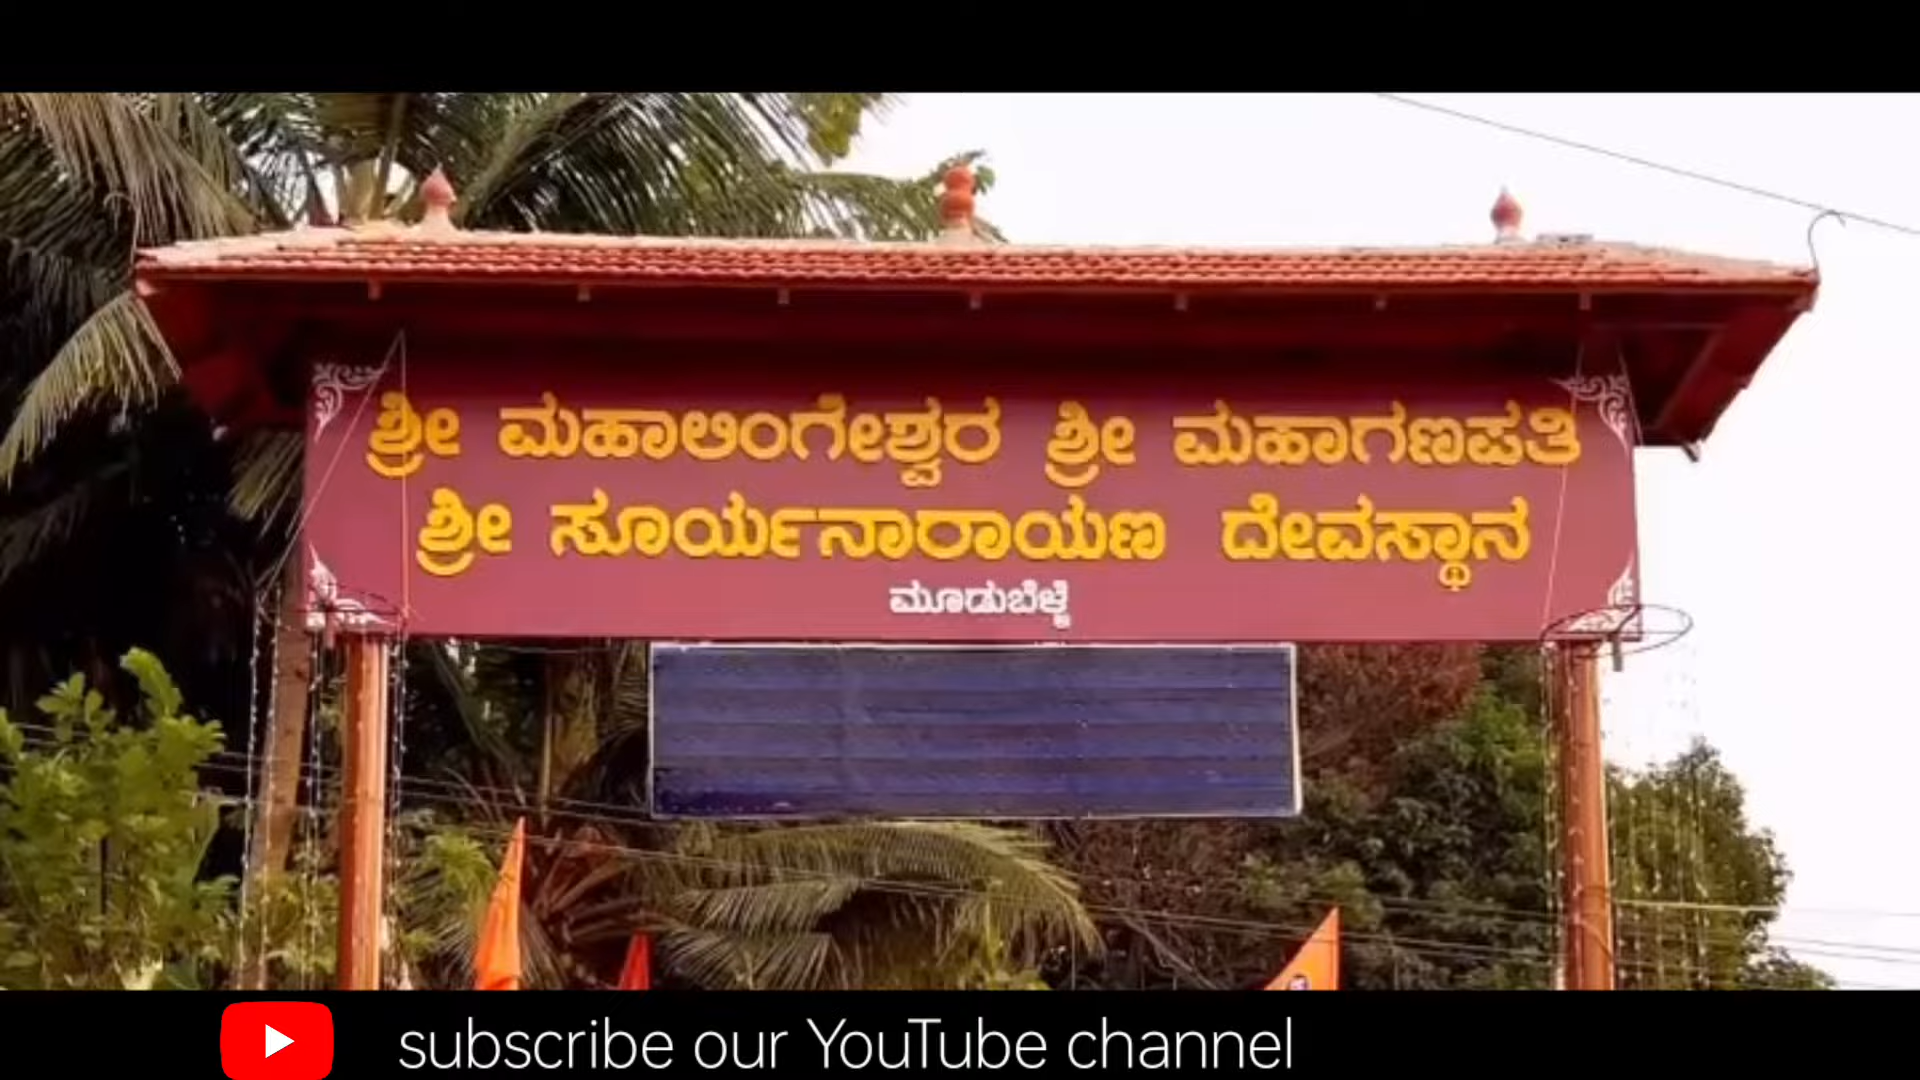 ಶ್ರೀ ಮಹಾಲಿಂಗೇಶ್ವರ ಶ್ರೀ ಮಹಾಗಣಪತಿ
ಶ್ರೀ ಸೂರ್ಯನಾರಾಯಣ ದೇವಸ್ಥಾನ
ಮೂಡುಬೆಳ್ಳೆ
subscribe our YouTube channel